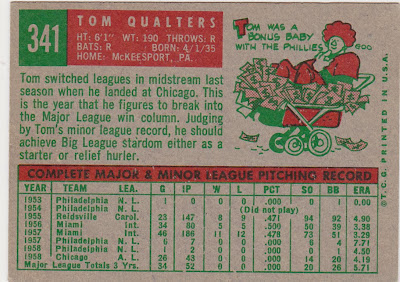 341
TOM QUALTERS
HT: 6'1" WT: 190 THROWS: R
BATS: R BORN: 4/1/35
HOME: McKEESPORT, PA.
TOM WAS A
BONUS BABY
WITH THE PHILLIES
GOO
Tom switched leagues in midstream last
season when he landed at Chicago. This
is the year that he figures to break into
the Major League win column. Judging
by Tom's minor league record, he should
achieve Big League stardom either as a
starter or relief hurler.
© T.C.G. PRINTED IN U.S.A.
COMPLETE MAJOR & MINOR LEAGUE PITCHING RECORD
YEAR TEAM LEA. G IP W L PCT. SO BB ERA
1953 Philadelphia N. L. 1 0 0 0 .000 0 1
1954 Philadelphia N. L. (Did not play)
1955 Reidsville Carol. 23 147 8 9 .471 94 92 4.90
1956 Miami Int. 34 80 5 5 .500 50 39 3.38
1957 Miami Int. 46 186 11 12 .478 73 51 3.29
1957 Philadelphia N. L. 6 7 0 0 .000 6 4 7.71
1958 Philadelphia N. L. 1 2 0 0 .000 0 1 4.50
1958 Chicago A. L. 26 43 0 0 .000 14 20 4.19
Major League Totals 3 Yrs. 34 52 0 0 .000 20 26 5.71